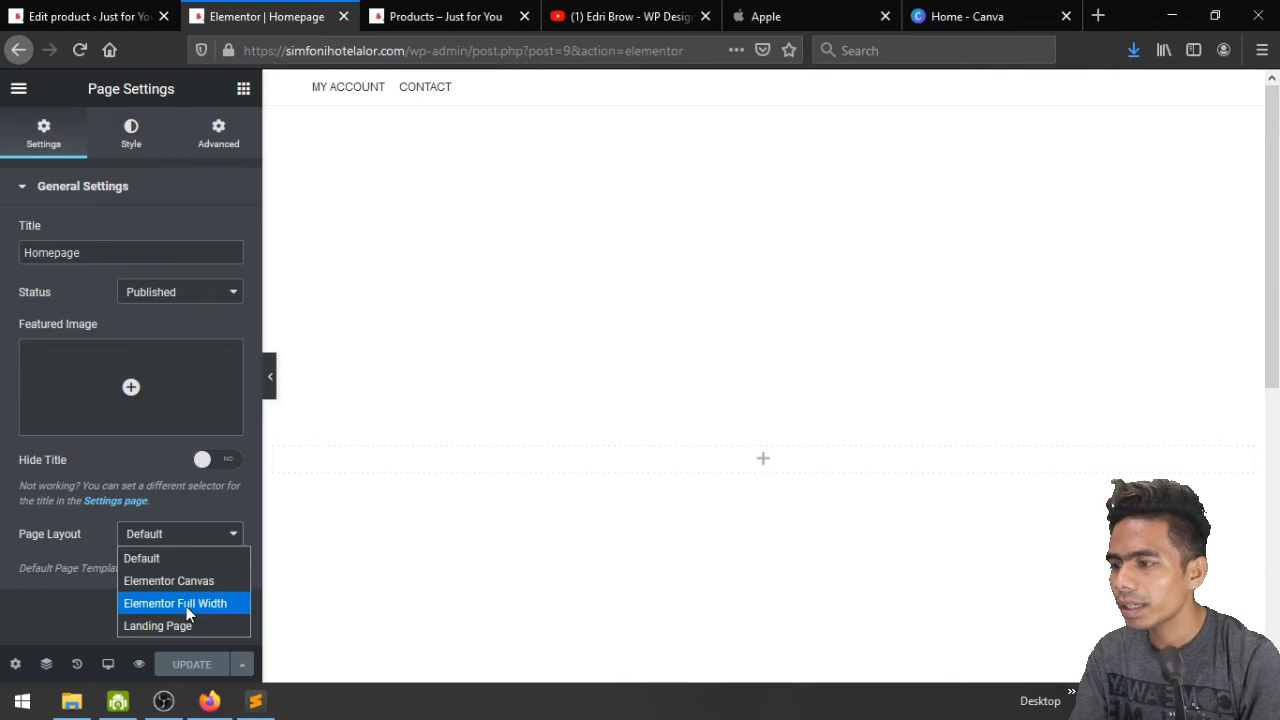 Edit product ‹ Just for You
Elementor | Homepage
Products – Just for You
(1) Edri Brow - WP Desig
Apple
Home - Canva
https://simfonihotelalor.com/wp-admin/post.php?post=9&action=elementor
Search
Page Settings
MY ACCOUNT CONTACT
Settings
Style
Advanced
General Settings
Title
Homepage
Status
Published
Featured Image
Hide Title
NO
Not working? You can set a different selector for
the title in the Settings page.
Page Layout
Default
Default
Default Page Templa
Elementor Canvas
Elementor Full Width
Landing Page
UPDATE
Desktop